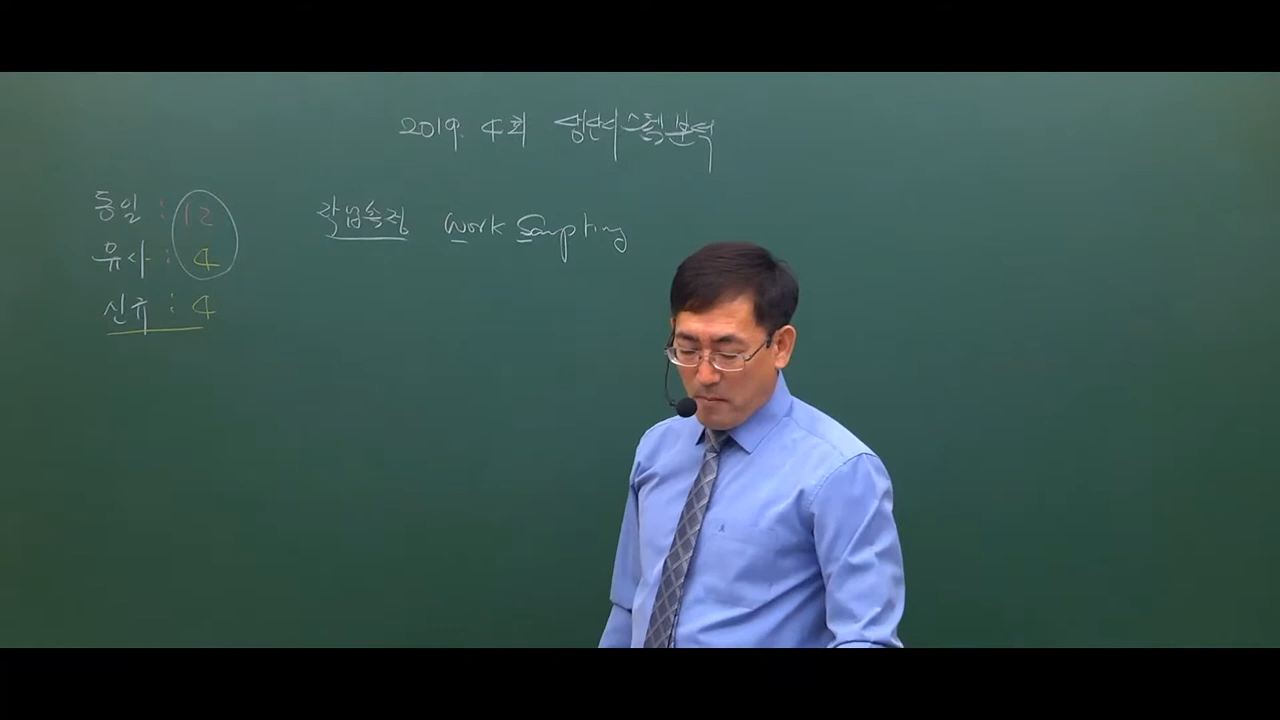 2019. 4회 생산시스템분석
동일 : 12
유사 : 4
신규 : 4
작업측정 Work Sampling